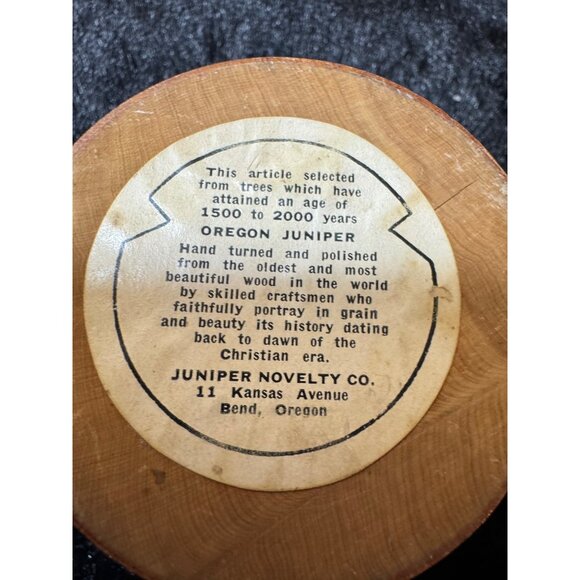 This article selected
from trees which have
attained an age of
1500 to 2000 years
OREGON JUNIPER
Hand turned and polished
from the oldest and most
beautiful wood in the world
by skilled craftsmen who
faithfully portray in grain
and beauty its history dating
back to dawn of the
Christian era.
JUNIPER NOVELTY CO.
11 Kansas Avenue
Bend, Oregon